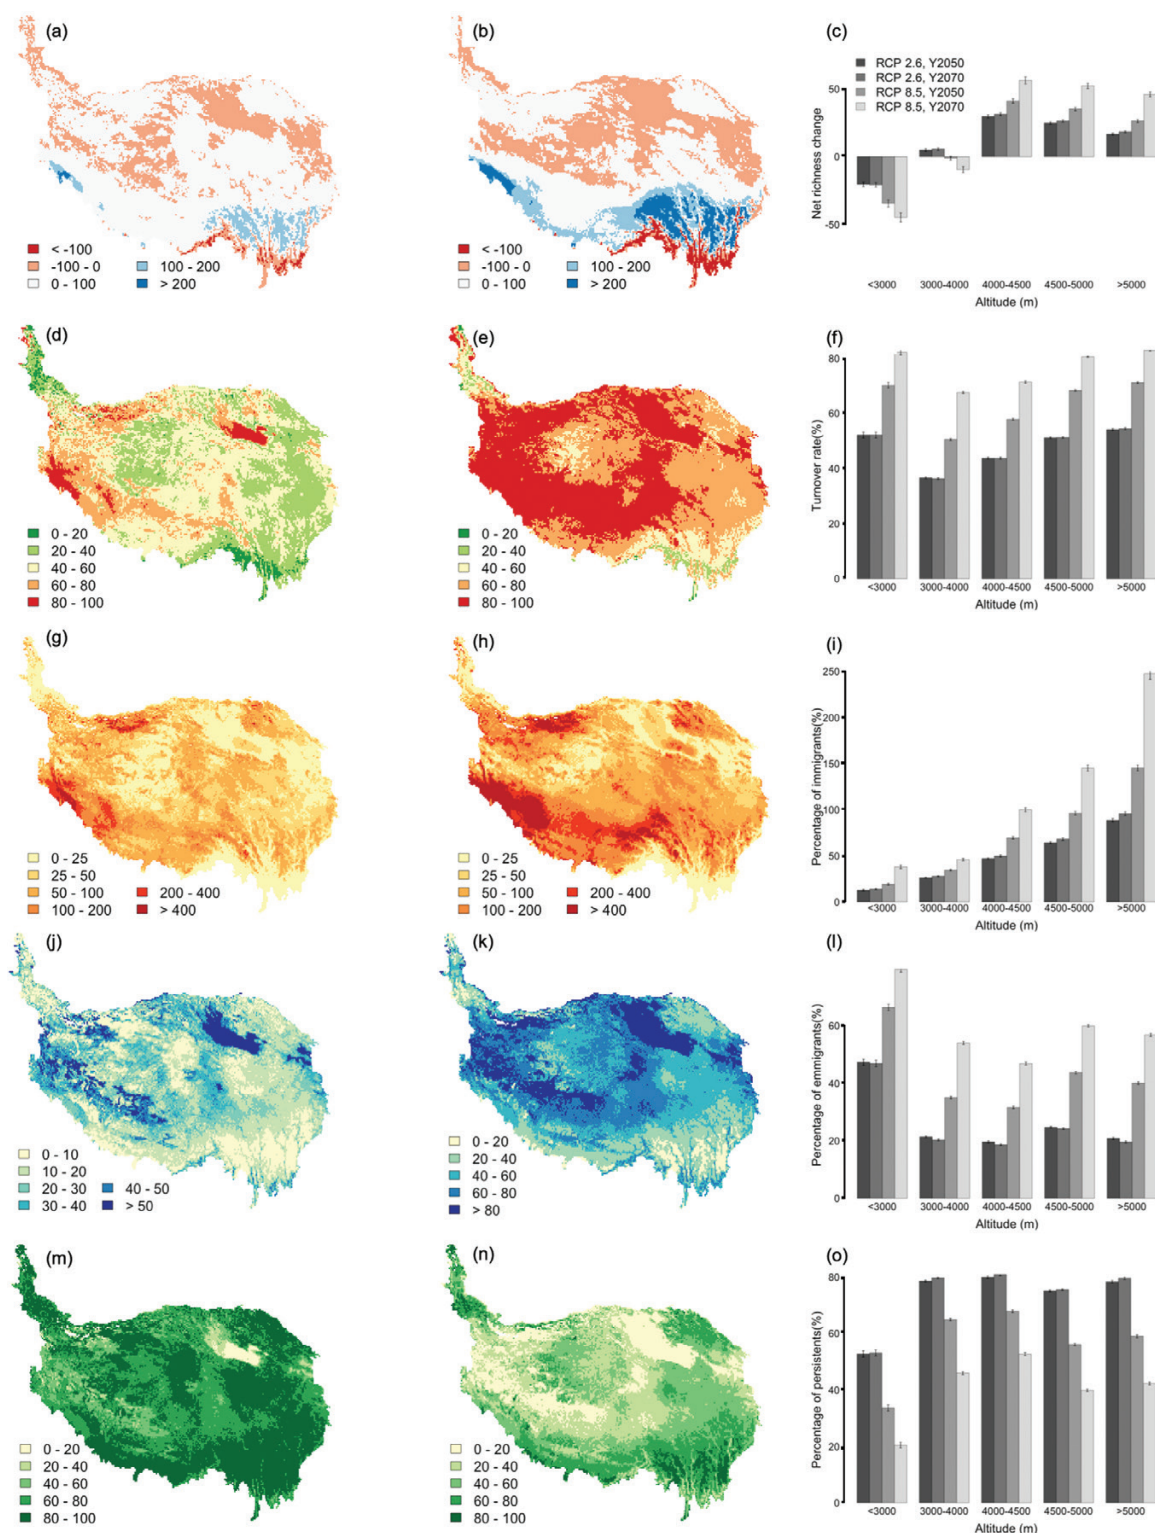 (a)
< -100
-100 - 0
0 - 100
100 - 200
> 200
(b)
< -100
-100 - 0
0 - 100
100 - 200
> 200
(c)
RCP 2.6, Y2050
RCP 2.6, Y2070
RCP 8.5, Y2050
RCP 8.5, Y2070
Net richness change
50
0
-50
<3000 3000-4000 4000-4500 4500-5000 >5000
Altitude (m)
(d)
0 - 20
20 - 40
40 - 60
60 - 80
80 - 100
(e)
0 - 20
20 - 40
40 - 60
60 - 80
80 - 100
(f)
Turnover rate(%)
80
60
40
20
0
<3000 3000-4000 4000-4500 4500-5000 >5000
Altitude (m)
(g)
0 - 25
25 - 50
50 - 100
100 - 200
200 - 400
> 400
(h)
0 - 25
25 - 50
50 - 100
100 - 200
200 - 400
> 400
(i)
Percentage of immigrants(%)
250
200
150
100
50
0
<3000 3000-4000 4000-4500 4500-5000 >5000
Altitude (m)
(j)
0 - 10
10 - 20
20 - 30
30 - 40
40 - 50
> 50
(k)
0 - 20
20 - 40
40 - 60
60 - 80
> 80
(l)
Percentage of emmigrants(%)
60
40
20
0
<3000 3000-4000 4000-4500 4500-5000 >5000
Altitude (m)
(m)
0 - 20
20 - 40
40 - 60
60 - 80
80 - 100
(n)
0 - 20
20 - 40
40 - 60
60 - 80
80 - 100
(o)
Percentage of persistents(%)
80
60
40
20
0
<3000 3000-4000 4000-4500 4500-5000 >5000
Altitude (m)